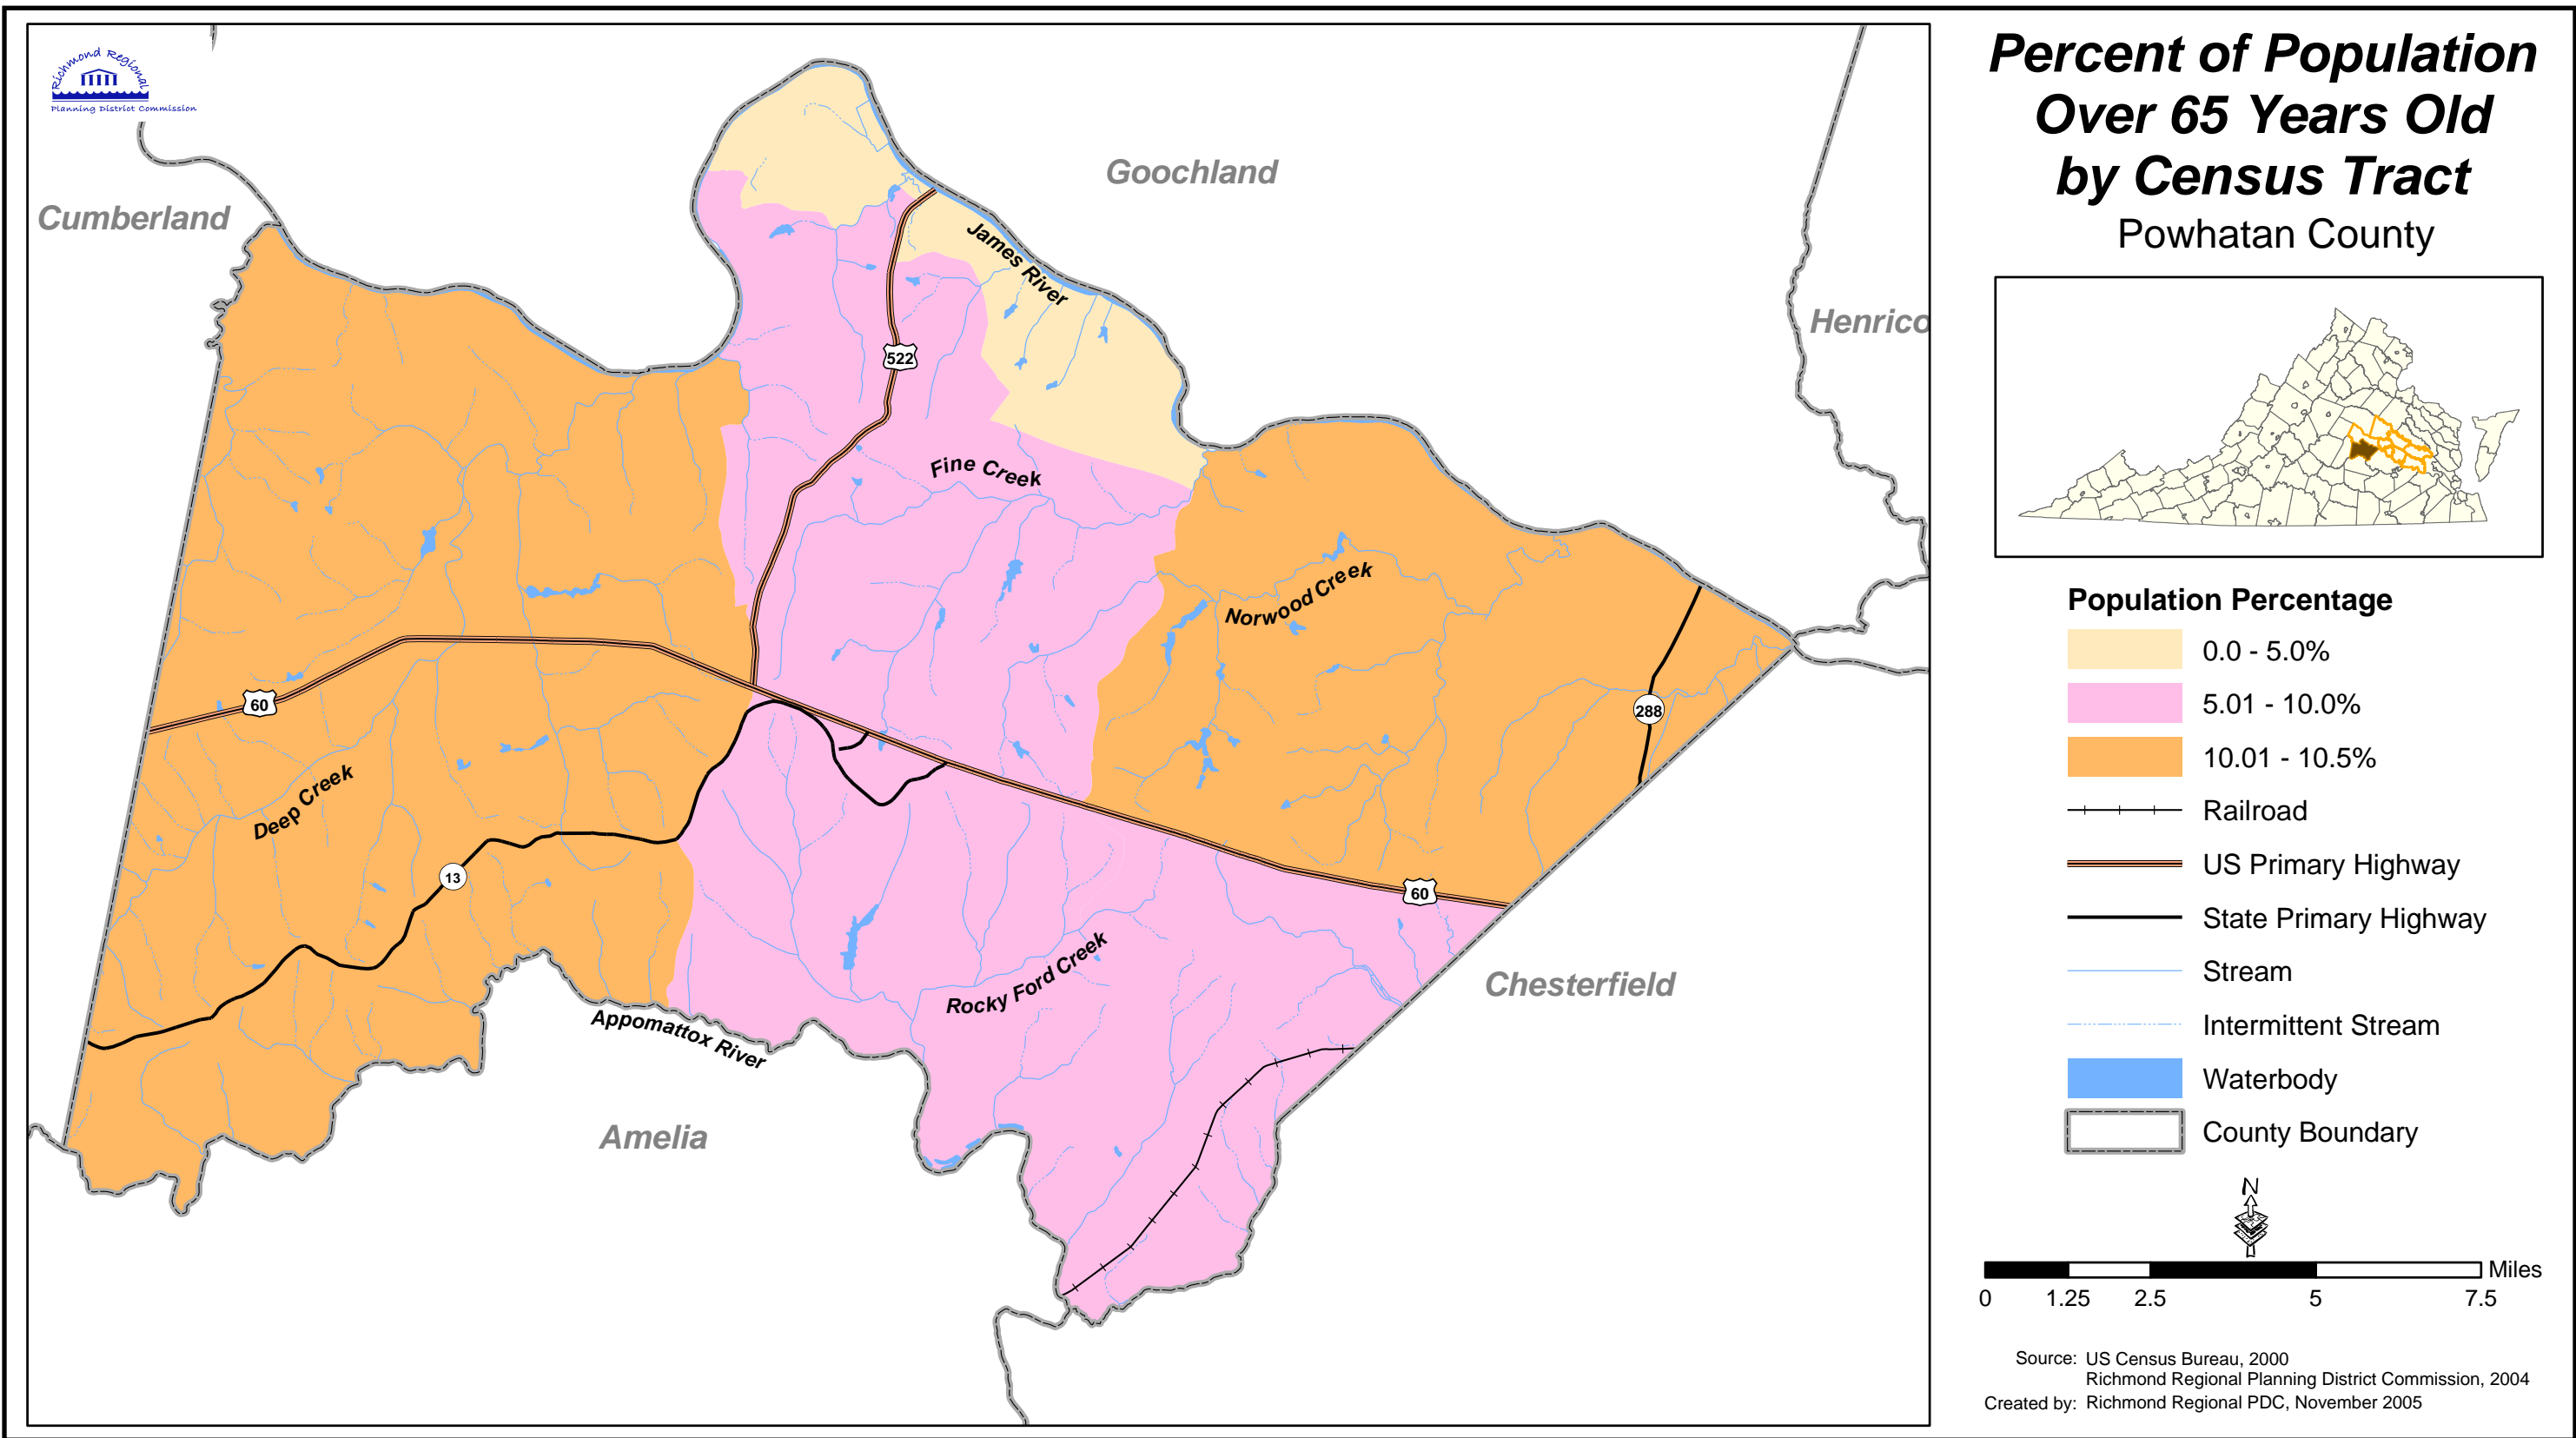 Richmond Regional
Planning District Commission
Percent of Population
Over 65 Years Old
by Census Tract
Powhatan County
Cumberland
Goochland
Henrico
James River
522
Fine Creek
Norwood Creek
60
288
Deep Creek
13
60
Rocky Ford Creek
Chesterfield
Appomattox River
Amelia
Population Percentage
0.0 - 5.0%
5.01 - 10.0%
10.01 - 10.5%
Railroad
US Primary Highway
State Primary Highway
Stream
Intermittent Stream
Waterbody
County Boundary
N
Miles
0 1.25 2.5 5 7.5
Source: US Census Bureau, 2000
Richmond Regional Planning District Commission, 2004
Created by: Richmond Regional PDC, November 2005